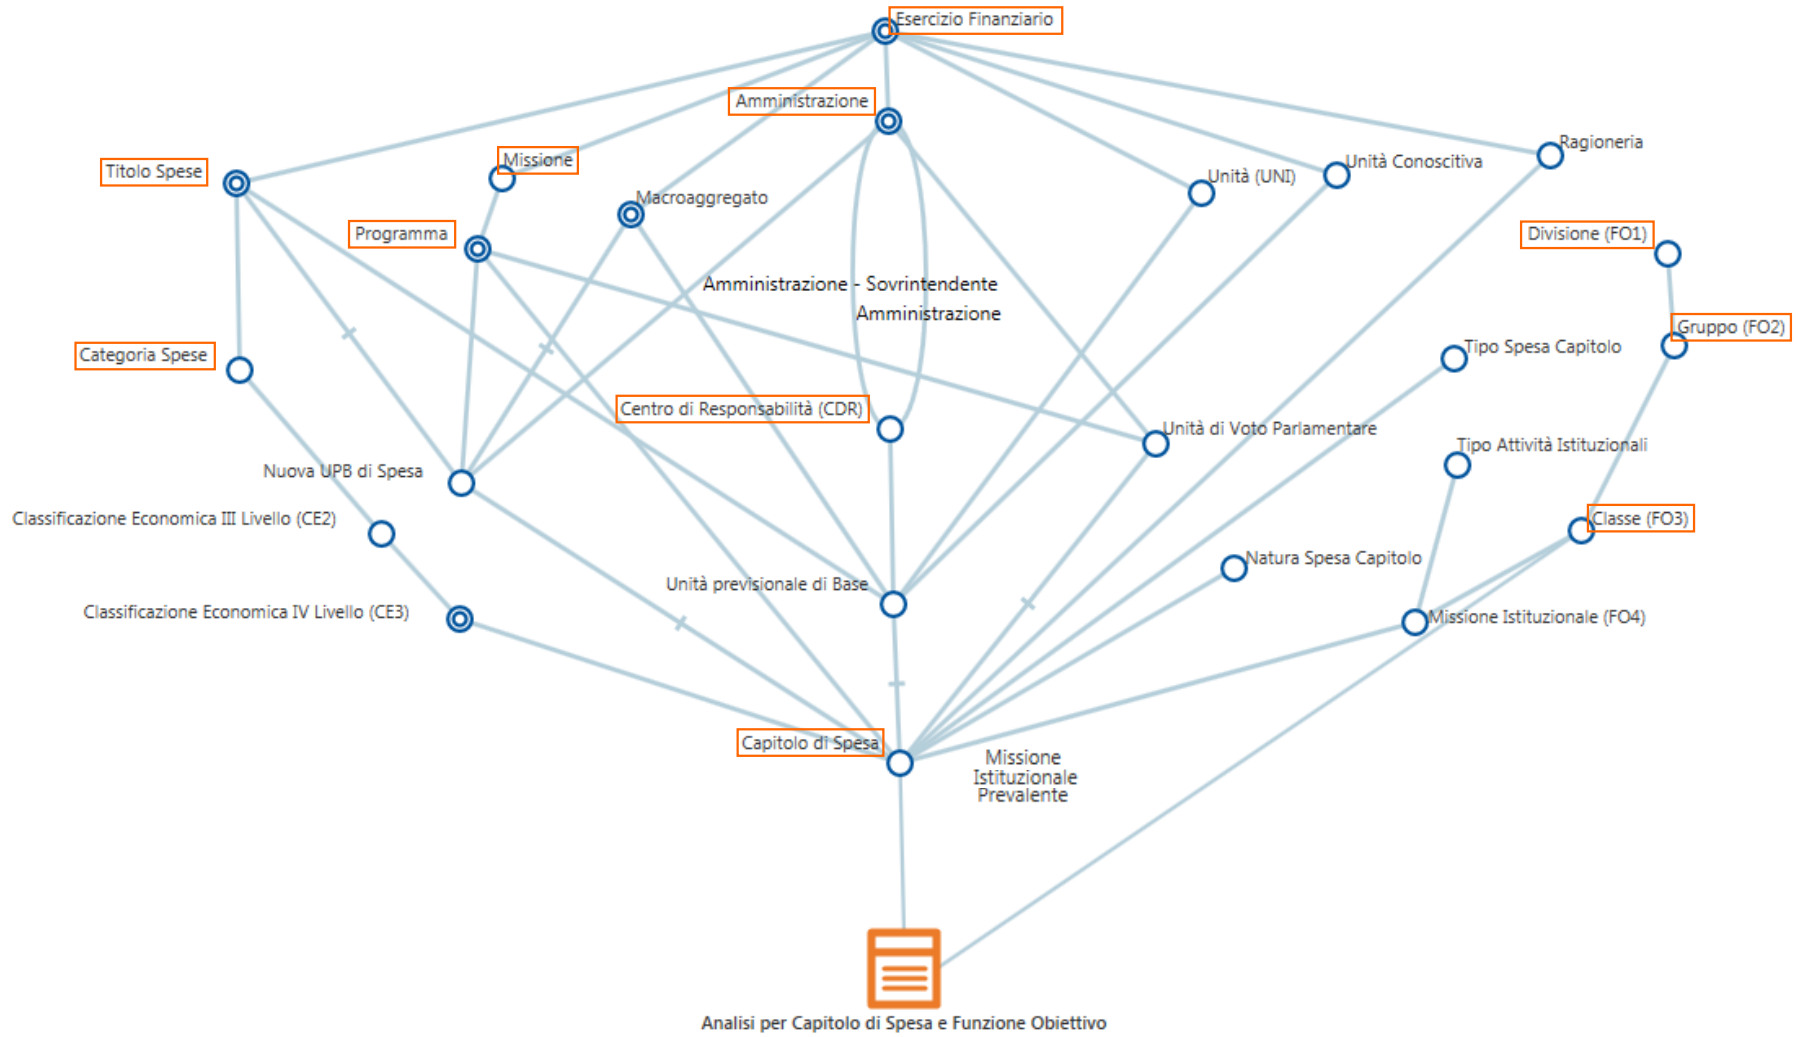 Esercizio Finanziario
Amministrazione
Ragioneria
Missione
Unità Conoscitiva
Titolo Spese
Unità (UNI)
Macroaggregato
Programma
Divisione (FO1)
Amministrazione - Sovrintendente
Amministrazione
Gruppo (FO2)
Categoria Spese
Tipo Spesa Capitolo
Centro di Responsabilità (CDR)
Unità di Voto Parlamentare
Tipo Attività Istituzionali
Nuova UPB di Spesa
Classificazione Economica III Livello (CE2)
Classe (FO3)
Natura Spesa Capitolo
Unità previsionale di Base
Classificazione Economica IV Livello (CE3)
Missione Istituzionale (FO4)
Capitolo di Spesa
Missione
Istituzionale
Prevalente
Analisi per Capitolo di Spesa e Funzione Obiettivo